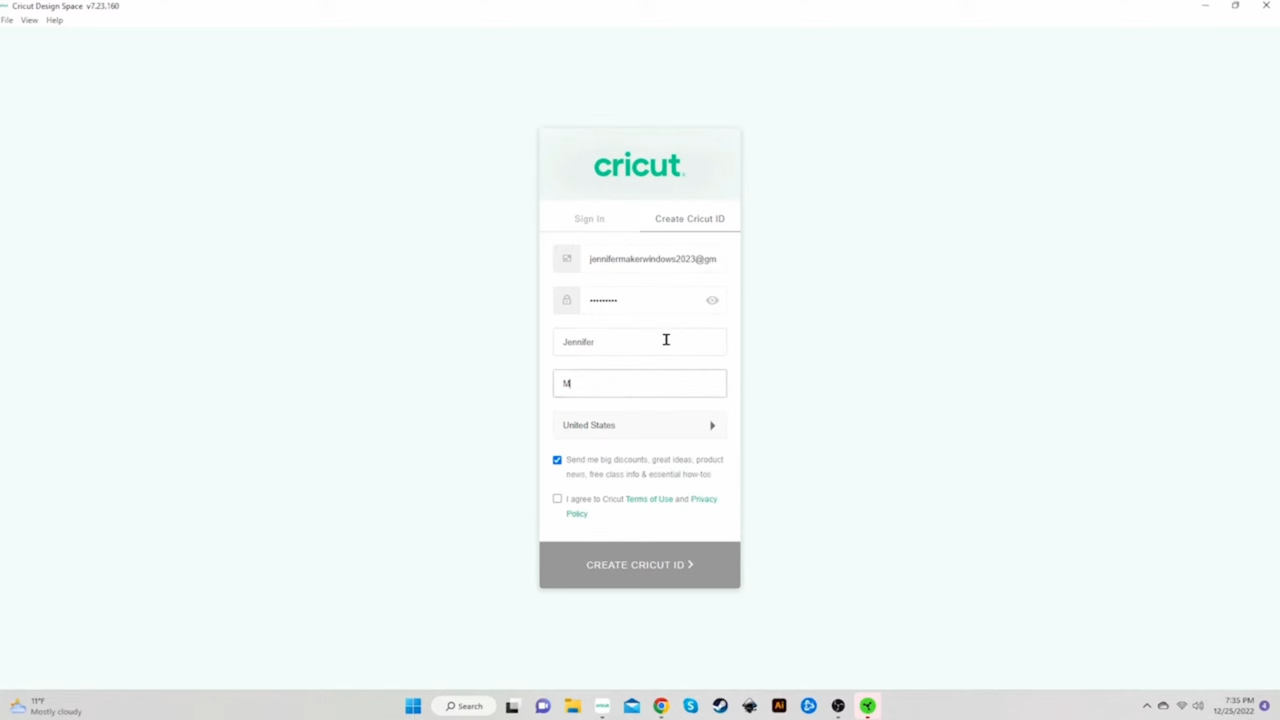 Cricut Design Space v7.23.160
File View Help
cricut
Sign In Create Cricut ID
jennifermakerwindows2023@gm
Jennifer
M
United States
Send me big discounts, great ideas, product
news, free class info & essential how-tos
I agree to Cricut Terms of Use and Privacy
Policy
CREATE CRICUT ID
11°F
Mostly cloudy
Search
cricut
Ai
7:35 PM
12/25/2022